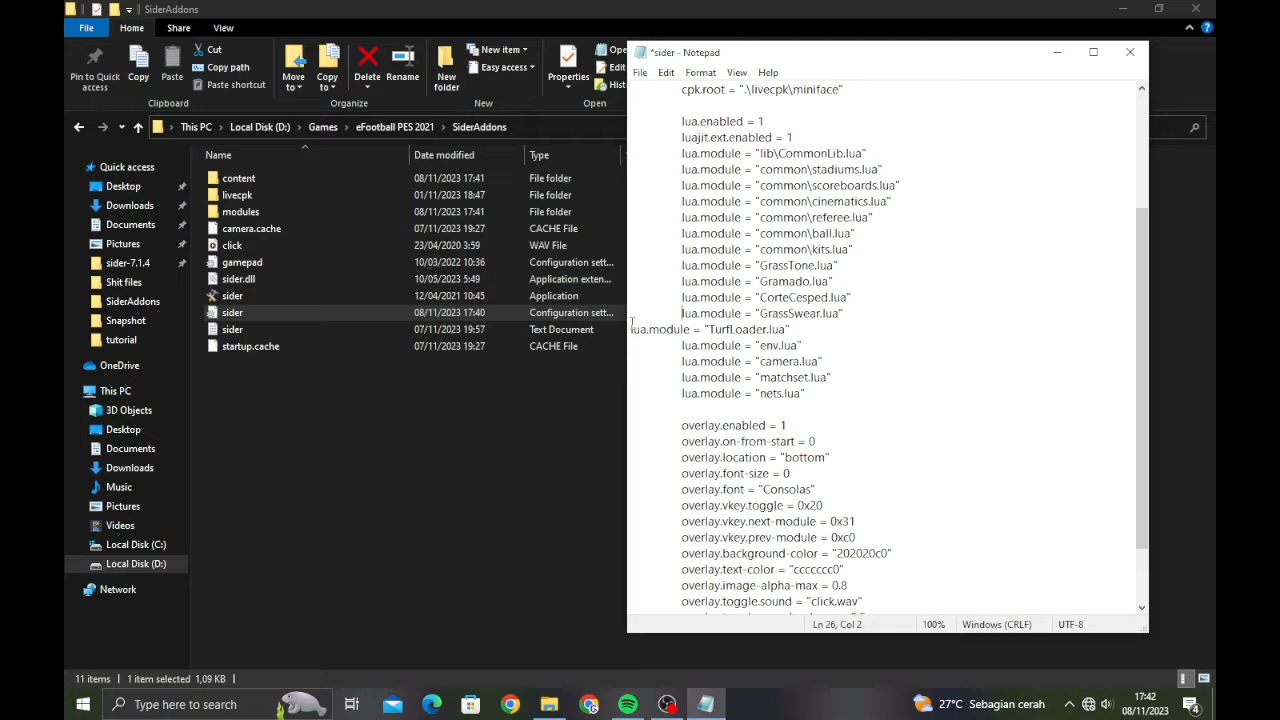 SiderAddons
File
Home
Share
View
Pin to Quick access
Copy
Paste
Cut
Copy path
Paste shortcut
Clipboard
Move to
Copy to
Delete
Rename
Organize
New folder
New item
Easy access
New
Properties
Open
This PC
Local Disk (D:)
Games
eFootball PES 2021
SiderAddons
Quick access
Desktop
Downloads
Documents
Pictures
sider-7.1.4
Shit files
SiderAddons
Snapshot
tutorial
OneDrive
This PC
3D Objects
Desktop
Documents
Downloads
Music
Pictures
Videos
Local Disk (C:)
Local Disk (D:)
Network
Name Date modified Type
content 08/11/2023 17:41 File folder
livecpk 01/11/2023 18:47 File folder
modules 08/11/2023 17:41 File folder
camera.cache 07/11/2023 19:27 CACHE File
click 23/04/2020 3:59 WAV File
gamepad 10/03/2022 10:36 Configuration sett...
sider.dll 10/05/2023 5:49 Application exten...
sider 12/04/2021 10:45 Application
sider 08/11/2023 17:40 Configuration sett...
sider 07/11/2023 19:57 Text Document
startup.cache 07/11/2023 19:27 CACHE File
*sider - Notepad
File Edit Format View Help
cpk.root = ".\livecpk\miniface"
lua.enabled = 1
luajit.ext.enabled = 1
lua.module = "lib\CommonLib.lua"
lua.module = "common\stadiums.lua"
lua.module = "common\scoreboards.lua"
lua.module = "common\cinematics.lua"
lua.module = "common\referee.lua"
lua.module = "common\ball.lua"
lua.module = "common\kits.lua"
lua.module = "GrassTone.lua"
lua.module = "Gramado.lua"
lua.module = "CorteCesped.lua"
lua.module = "GrassSwear.lua"
lua.module = "TurfLoader.lua"
lua.module = "env.lua"
lua.module = "camera.lua"
lua.module = "matchset.lua"
lua.module = "nets.lua"
overlay.enabled = 1
overlay.on-from-start = 0
overlay.location = "bottom"
overlay.font-size = 0
overlay.font = "Consolas"
overlay.vkey.toggle = 0x20
overlay.vkey.next-module = 0x31
overlay.vkey.prev-module = 0xc0
overlay.background-color = "202020c0"
overlay.text-color = "ccccccc0"
overlay.image-alpha-max = 0.8
overlay.toggle.sound = "click.wav"
Ln 26, Col 2 100% Windows (CRLF) UTF-8
11 items 1 item selected 1,09 KB
Type here to search
27°C Sebagian cerah
17:42
08/11/2023
4